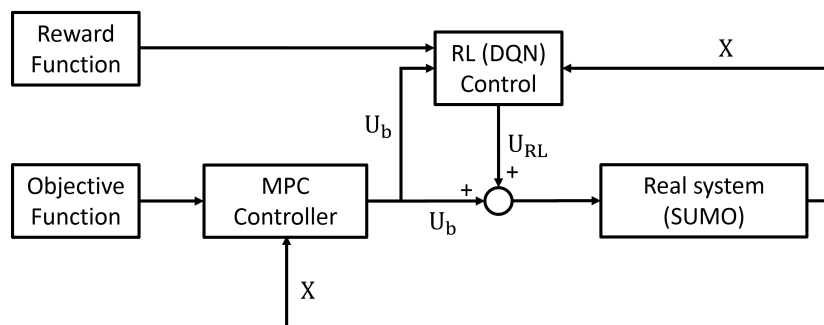 Reward
Function
RL (DQN)
Control
X
U_b
U_RL
+
Objective
Function
MPC
Controller
+
U_b
Real system
(SUMO)
X